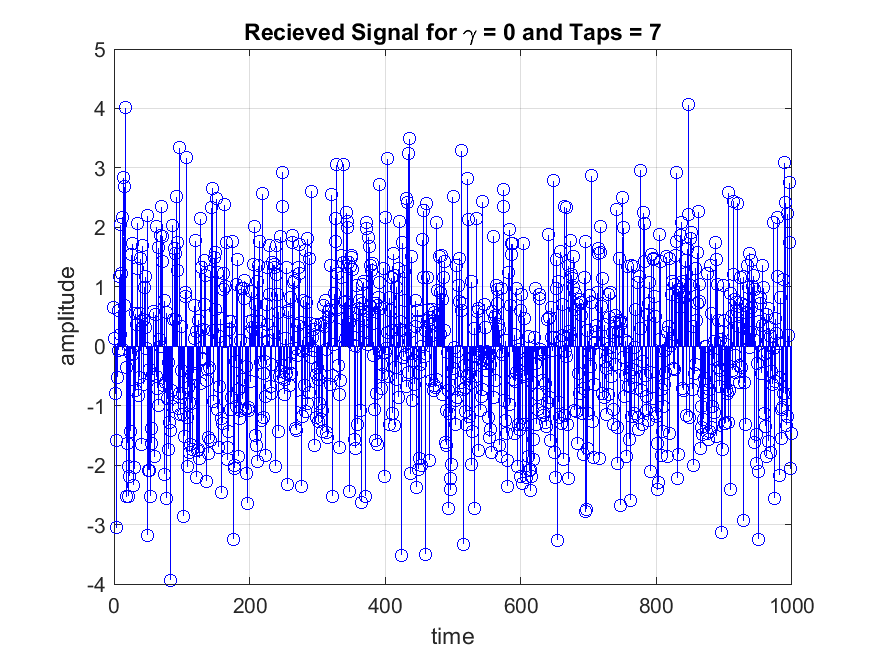 Recieved Signal for γ = 0 and Taps = 7
5
4
3
2
1
0
-1
-2
-3
-4
amplitude
0 200 400 600 800 1000
time